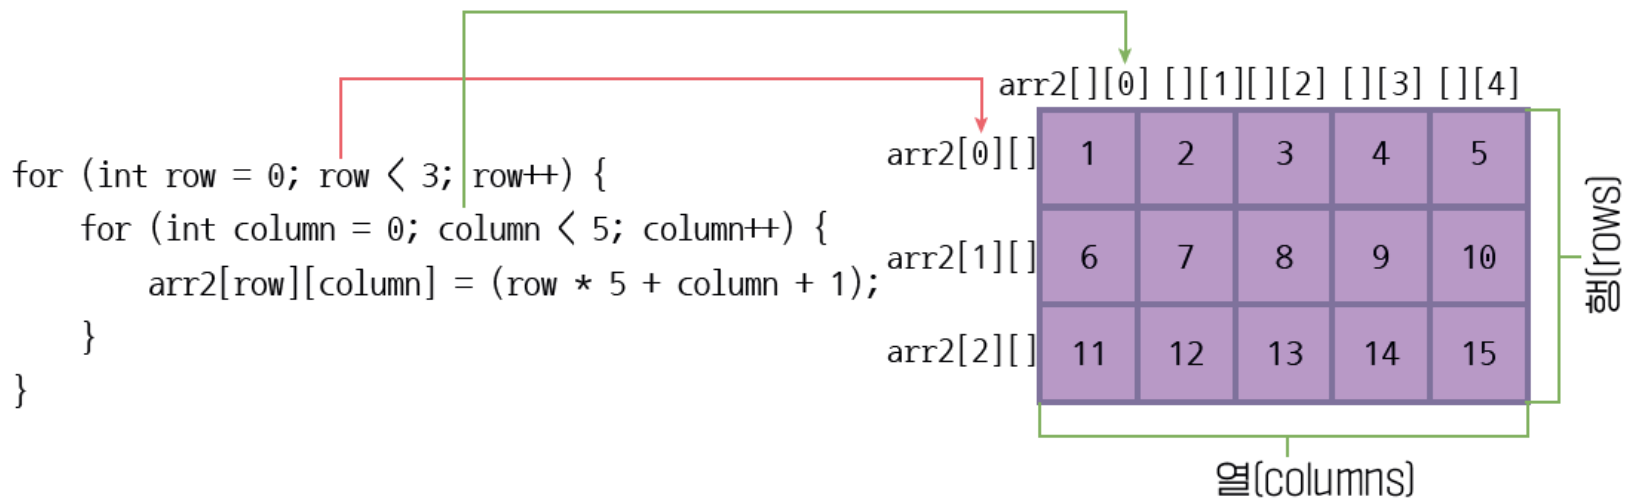 for (int row = 0; row < 3; row++) {
for (int column = 0; column < 5; column++) {
arr2[row][column] = (row * 5 + column + 1);
}
}
arr2[][0] [][1][][2] [][3] [][4]
arr2[0][] 1 2 3 4 5
arr2[1][] 6 7 8 9 10
arr2[2][] 11 12 13 14 15
행(rows)
열(columns)